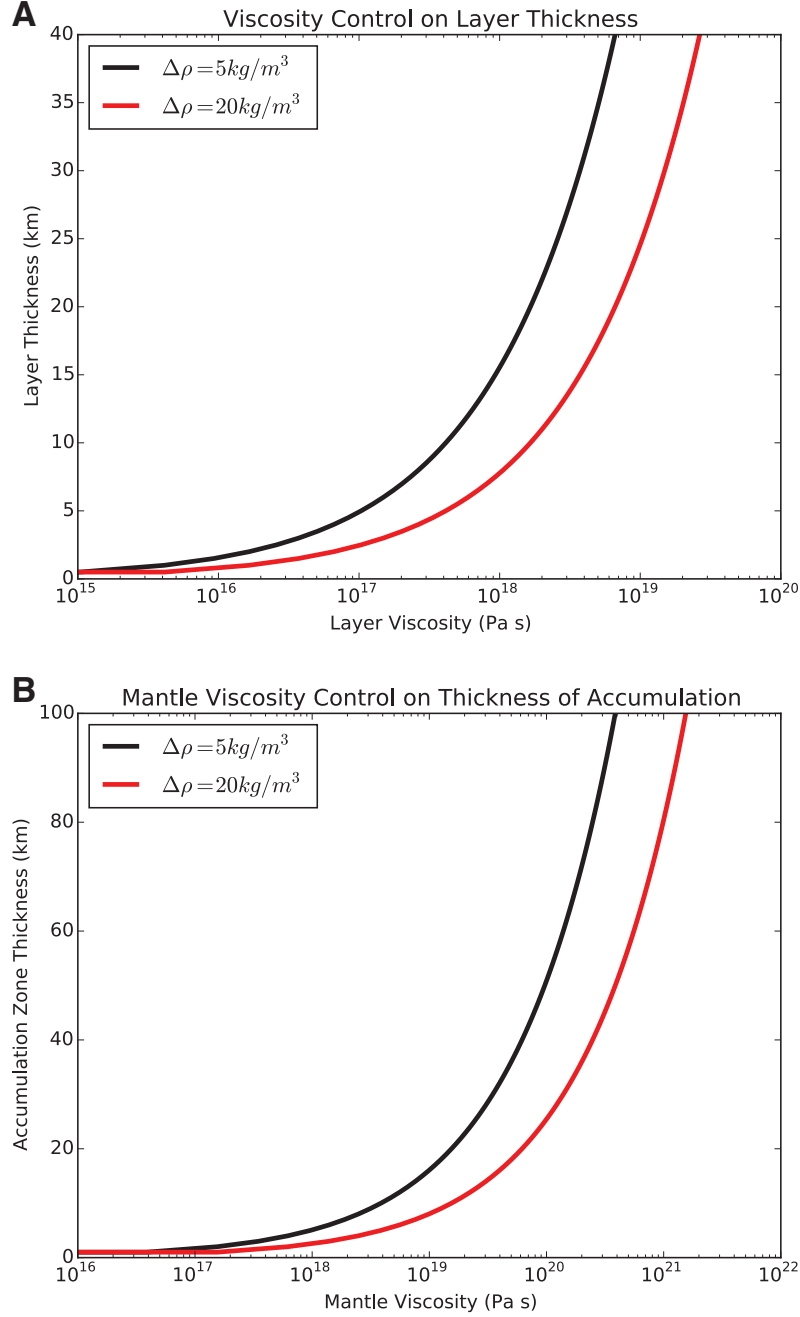 A
Viscosity Control on Layer Thickness
Δρ=5kg/m³
Δρ=20kg/m³
40
35
30
25
20
15
10
5
0
Layer Thickness (km)
10¹⁵ 10¹⁶ 10¹⁷ 10¹⁸ 10¹⁹ 10²⁰
Layer Viscosity (Pa s)
B
Mantle Viscosity Control on Thickness of Accumulation
Δρ=5kg/m³
Δρ=20kg/m³
100
80
60
40
20
0
Accumulation Zone Thickness (km)
10¹⁶ 10¹⁷ 10¹⁸ 10¹⁹ 10²⁰ 10²¹ 10²²
Mantle Viscosity (Pa s)